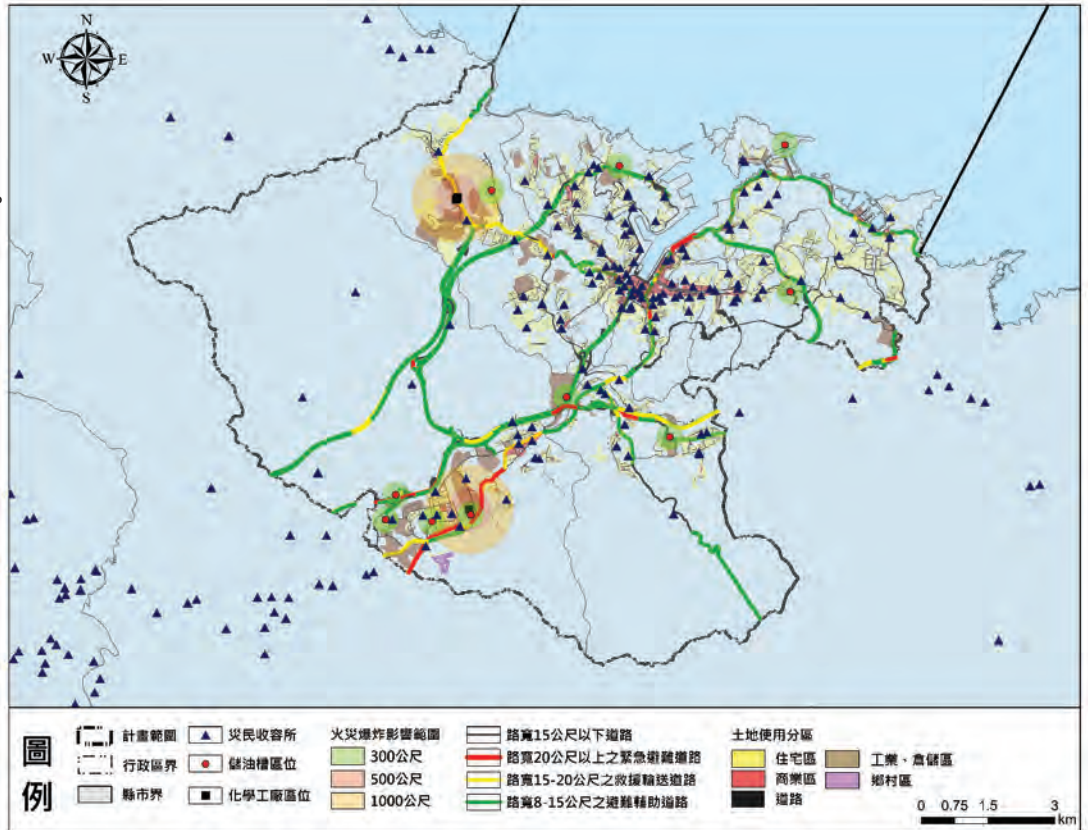 N
W E
S
圖
例
計畫範圍
行政區界
縣市界
災民收容所
儲油槽區位
化學工廠區位
火災爆炸影響範圍
300公尺
500公尺
1000公尺
路寬15公尺以下道路
路寬20公尺以上之緊急避難道路
路寬15-20公尺之救援輸送道路
路寬8-15公尺之避難輔助道路
土地使用分區
住宅區
商業區
道路
工業、倉儲區
鄉村區
0 0.75 1.5 3
km